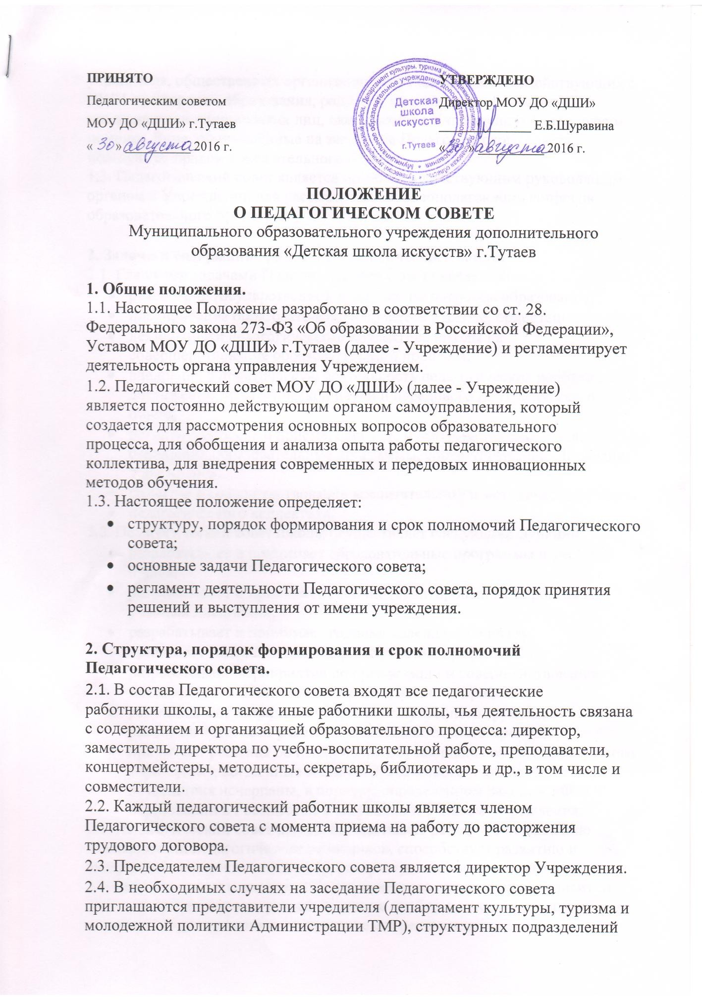 ПРИНЯТО
Педагогическим советом
МОУ ДО «ДШИ» г.Тутаев
« 30 » августа 2016 г.
УТВЕРЖДЕНО
Директор МОУ ДО «ДШИ»
______________ Е.Б.Шуравина
« 30 » августа 2016 г.
Детская
школа
искусств
г.Тутаев
ПОЛОЖЕНИЕ
О ПЕДАГОГИЧЕСКОМ СОВЕТЕ
Муниципального образовательного учреждения дополнительного
образования «Детская школа искусств» г.Тутаев
1. Общие положения.
1.1. Настоящее Положение разработано в соответствии со ст. 28.
Федерального закона 273-ФЗ «Об образовании в Российской Федерации»,
Уставом МОУ ДО «ДШИ» г.Тутаев (далее - Учреждение) и регламентирует
деятельность органа управления Учреждением.
1.2. Педагогический совет МОУ ДО «ДШИ» (далее - Учреждение)
является постоянно действующим органом самоуправления, который
создается для рассмотрения основных вопросов образовательного
процесса, для обобщения и анализа опыта работы педагогического
коллектива, для внедрения современных и передовых инновационных
методов обучения.
1.3. Настоящее положение определяет:
• структуру, порядок формирования и срок полномочий Педагогического
совета;
• основные задачи Педагогического совета;
• регламент деятельности Педагогического совета, порядок принятия
решений и выступления от имени учреждения.
2. Структура, порядок формирования и срок полномочий
Педагогического совета.
2.1. В состав Педагогического совета входят все педагогические
работники школы, а также иные работники школы, чья деятельность связана
с содержанием и организацией образовательного процесса: директор,
заместитель директора по учебно-воспитательной работе, преподаватели,
концертмейстеры, методисты, секретарь, библиотекарь и др., в том числе и
совместители.
2.2. Каждый педагогический работник школы является членом
Педагогического совета с момента приема на работу до расторжения
трудового договора.
2.3. Председателем Педагогического совета является директор Учреждения.
2.4. В необходимых случаях на заседание Педагогического совета
приглашаются представители учредителя (департамент культуры, туризма и
молодежной политики Администрации ТМР), структурных подразделений